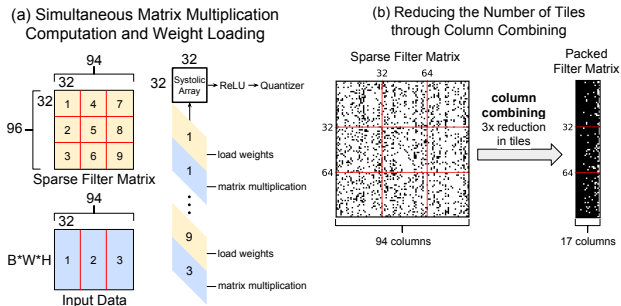 (a) Simultaneous Matrix Multiplication
Computation and Weight Loading
94
32
32
96
1 4 7
2 5 8
3 6 9
Sparse Filter Matrix
94
32
B*W*H
1 2 3
Input Data
32
32
Systolic
Array
ReLU
Quantizer
1
load weights
1
matrix multiplication
9
load weights
3
matrix multiplication
(b) Reducing the Number of Tiles
through Column Combining
Sparse Filter Matrix
32 64
32
64
94 columns
column
combining
3x reduction
in tiles
Packed
Filter Matrix
32
64
17 columns